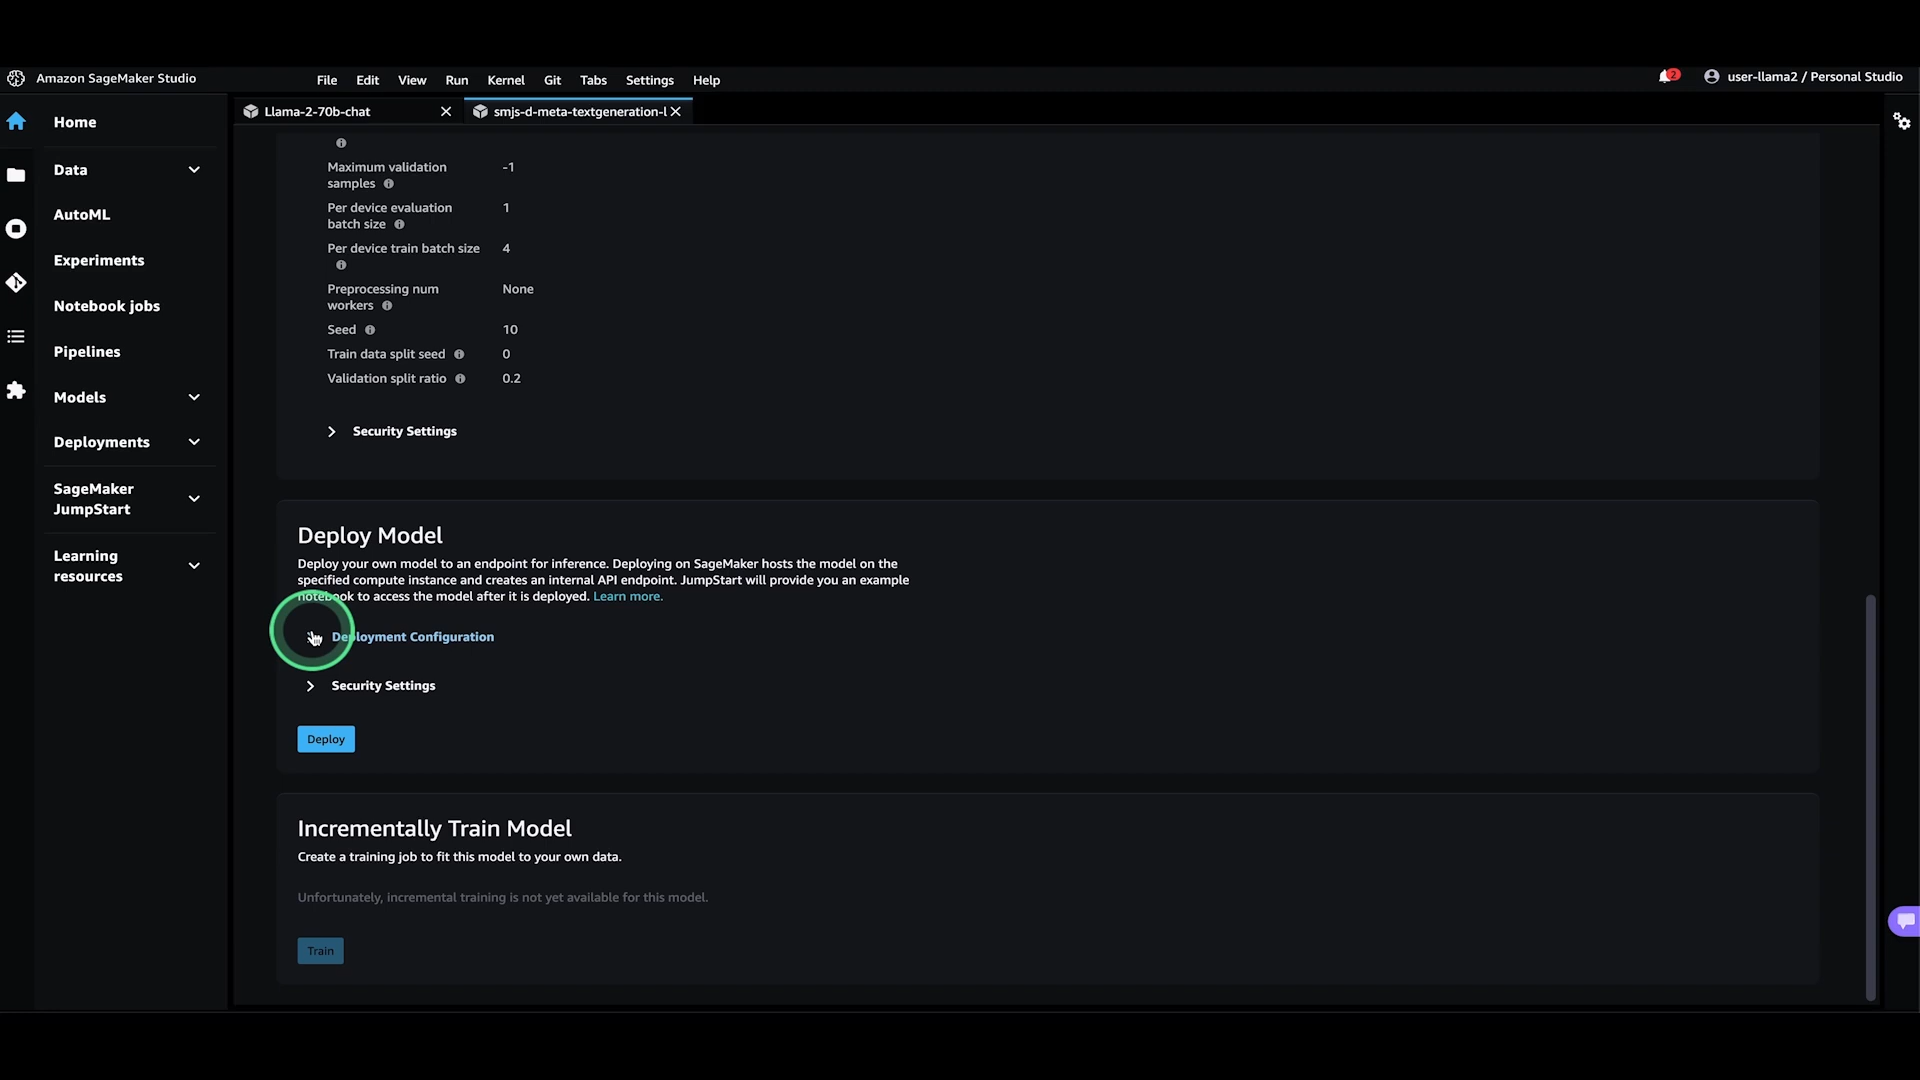 Amazon SageMaker Studio
File Edit View Run Kernel Git Tabs Settings Help
2
user-llama2 / Personal Studio
Llama-2-70b-chat
smjs-d-meta-textgeneration-l
Home
Data
AutoML
Experiments
Notebook jobs
Pipelines
Models
Deployments
SageMaker
JumpStart
Learning
resources
Maximum validation
samples
-1
Per device evaluation
batch size
1
Per device train batch size
4
Preprocessing num
workers
None
Seed
10
Train data split seed
0
Validation split ratio
0.2
Security Settings
Deploy Model
Deploy your own model to an endpoint for inference. Deploying on SageMaker hosts the model on the
specified compute instance and creates an internal API endpoint. JumpStart will provide you an example
notebook to access the model after it is deployed. Learn more.
Deployment Configuration
Security Settings
Deploy
Incrementally Train Model
Create a training job to fit this model to your own data.
Unfortunately, incremental training is not yet available for this model.
Train